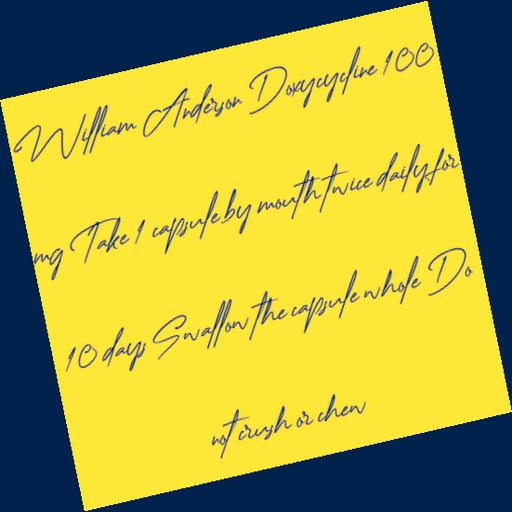 William Anderson Doxycycline 100
mg Take 1 capsule by mouth twice daily for
10 days Swallow the capsule whole Do
not crush or chew